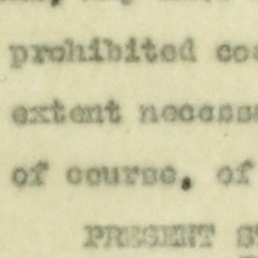 prohibited
extent
of course, of
PRESENT